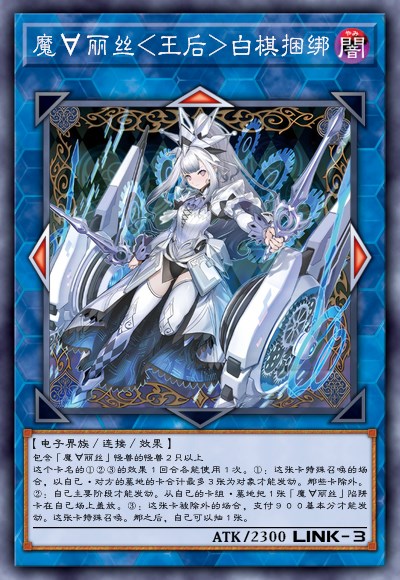 魔∀丽丝<王后>白棋捆绑
闇
やみ
【电子界族/连接/效果】
包含「魔∀丽丝」怪兽的怪兽2只以上
这个卡名的①②③的效果1回合各能使用1次。①：这张卡特殊召唤的场
合，以自己·对方的墓地的卡合计最多3张为对象才能发动。那些卡除外。
②：自己主要阶段才能发动。从自己的卡组·墓地把1张「魔∀丽丝」陷阱
卡在自己场上盖放。③：这张卡被除外的场合，支付900基本分才能发
动。这张卡特殊召唤。那之后，自己可以抽1张。
ATK/2300 LINK-3